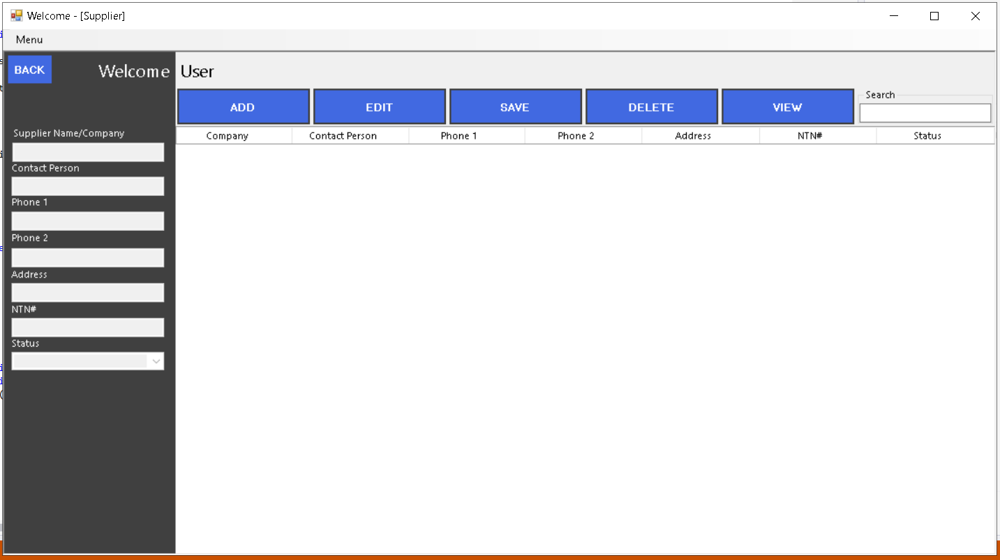 Welcome - [Supplier]
Menu
BACK
Welcome User
ADD EDIT SAVE DELETE VIEW
Search
Company Contact Person Phone 1 Phone 2 Address NTN# Status
Supplier Name/Company
Contact Person
Phone 1
Phone 2
Address
NTN#
Status